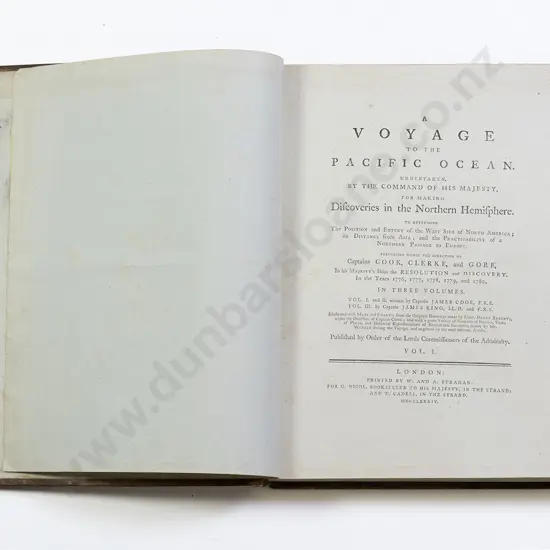 A
VOYAGE
TO THE
PACIFIC OCEAN.
UNDERTAKEN,
BY THE COMMAND OF HIS MAJESTY,
FOR MAKING
Difcoveries in the Northern Hemifphere.
TO DETERMINE
The POSITION and EXTENT of the WEST SIDE of NORTH AMERICA;
its DISTANCE from ASIA; and the PRACTICABILITY of a
NORTHERN PASSAGE to EUROPE.
PERFORMED UNDER THE DIRECTION OF
Captains COOK, CLERKE, and GORE,
In his MAJESTY's Ships the RESOLUTION and DISCOVERY.
In the Years 1776, 1777, 1778, 1779, and 1780.
IN THREE VOLUMES.
VOL. I. and II. written by Captain JAMES COOK, F.R.S.
VOL. III. by Captain JAMES KING, LL.D. and F.R.S.
Published by Order of the Lords Commissioners of the Admiralty.
VOL. I.
LONDON:
PRINTED BY W. AND A. STRAHAN:
FOR G. NICOL, BOOKSELLER TO HIS MAJESTY, IN THE STRAND;
AND T. CADELL, IN THE STRAND.
MDCCLXXXIV.
www.dunbarsloane.co.nz